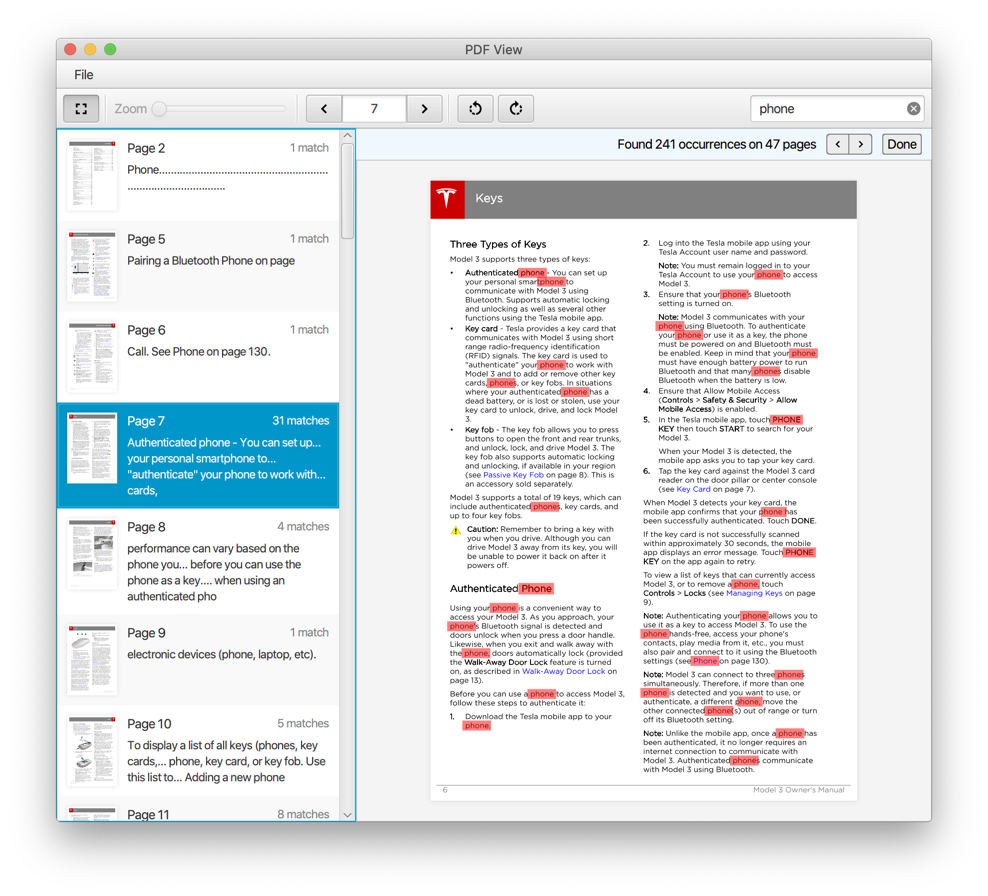 PDF View
File
Zoom
7
phone
Page 2
1 match
Phone.........................................................
.................................
Page 5
1 match
Pairing a Bluetooth Phone on page
Page 6
1 match
Call. See Phone on page 130.
Page 7
31 matches
Authenticated phone - You can set up...
your personal smartphone to...
"authenticate" your phone to work with...
cards,
Page 8
4 matches
performance can vary based on the
phone you... before you can use the
phone as a key.... when using an
authenticated pho
Page 9
1 match
electronic devices (phone, laptop, etc).
Page 10
5 matches
To display a list of all keys (phones, key
cards,... phone, key card, or key fob. Use
this list to... Adding a new phone
Page 11
8 matches
Found 241 occurrences on 47 pages
Done
Keys
Three Types of Keys
Model 3 supports three types of keys:
• Authenticated phone - You can set up
your personal smartphone to
communicate with Model 3 using
Bluetooth. Supports automatic locking
and unlocking as well as several other
functions using the Tesla mobile app.
• Key card - Tesla provides a key card that
communicates with Model 3 using short
range radio-frequency identification
(RFID) signals. The key card is used to
"authenticate" your phone to work with
Model 3 and to add or remove other key
cards, phones, or key fobs. In situations
where your authenticated phone has a
dead battery, or is lost or stolen, use your
key card to unlock, drive, and lock Model
3.
• Key fob - The key fob allows you to press
buttons to open the front and rear trunks,
and unlock, lock, and drive Model 3. The
key fob also supports automatic locking
and unlocking, if available in your region
(see Passive Key Fob on page 8). This is
an accessory sold separately.
Model 3 supports a total of 19 keys, which can
include authenticated phones, key cards, and
up to four key fobs.
Caution: Remember to bring a key with
you when you drive. Although you can
drive Model 3 away from its key, you will
be unable to power it back on after it
powers off.
Authenticated Phone
Using your phone is a convenient way to
access your Model 3. As you approach, your
phone's Bluetooth signal is detected and
doors unlock when you press a door handle.
Likewise, when you exit and walk away with
the phone, doors automatically lock (provided
the Walk-Away Door Lock feature is turned
on, as described in Walk-Away Door Lock on
page 13).
Before you can use a phone to access Model 3,
follow these steps to authenticate it:
1. Download the Tesla mobile app to your
phone.
2. Log into the Tesla mobile app using your
Tesla Account user name and password.
Note: You must remain logged in to your
Tesla Account to use your phone to access
Model 3.
3. Ensure that your phone's Bluetooth
setting is turned on.
Note: Model 3 communicates with your
phone using Bluetooth. To authenticate
your phone or use it as a key, the phone
must be powered on and Bluetooth must
be enabled. Keep in mind that your phone
must have enough battery power to run
Bluetooth and that many phones disable
Bluetooth when the battery is low.
4. Ensure that Allow Mobile Access
(Controls > Safety & Security > Allow
Mobile Access) is enabled.
5. In the Tesla mobile app, touch PHONE
KEY then touch START to search for your
Model 3.
When your Model 3 is detected, the
mobile app asks you to tap your key card.
6. Tap the key card against the Model 3 card
reader on the door pillar or center console
(see Key Card on page 7).
When Model 3 detects your key card, the
mobile app confirms that your phone has
been successfully authenticated. Touch DONE.
If the key card is not successfully scanned
within approximately 30 seconds, the mobile
app displays an error message. Touch PHONE
KEY on the app again to retry.
To view a list of keys that can currently access
Model 3, or to remove a phone, touch
Controls > Locks (see Managing Keys on page
9).
Note: Authenticating your phone allows you to
use it as a key to access Model 3. To use the
phone hands-free, access your phone's
contacts, play media from it, etc., you must
also pair and connect to it using the Bluetooth
settings (see Phone on page 130).
Note: Model 3 can connect to three phones
simultaneously. Therefore, if more than one
phone is detected and you want to use, or
authenticate, a different phone, move the
other connected phone(s) out of range or turn
off its Bluetooth setting.
Note: Unlike the mobile app, once a phone has
been authenticated, it no longer requires an
internet connection to communicate with
Model 3. Authenticated phones communicate
with Model 3 using Bluetooth.
6
Model 3 Owner's Manual